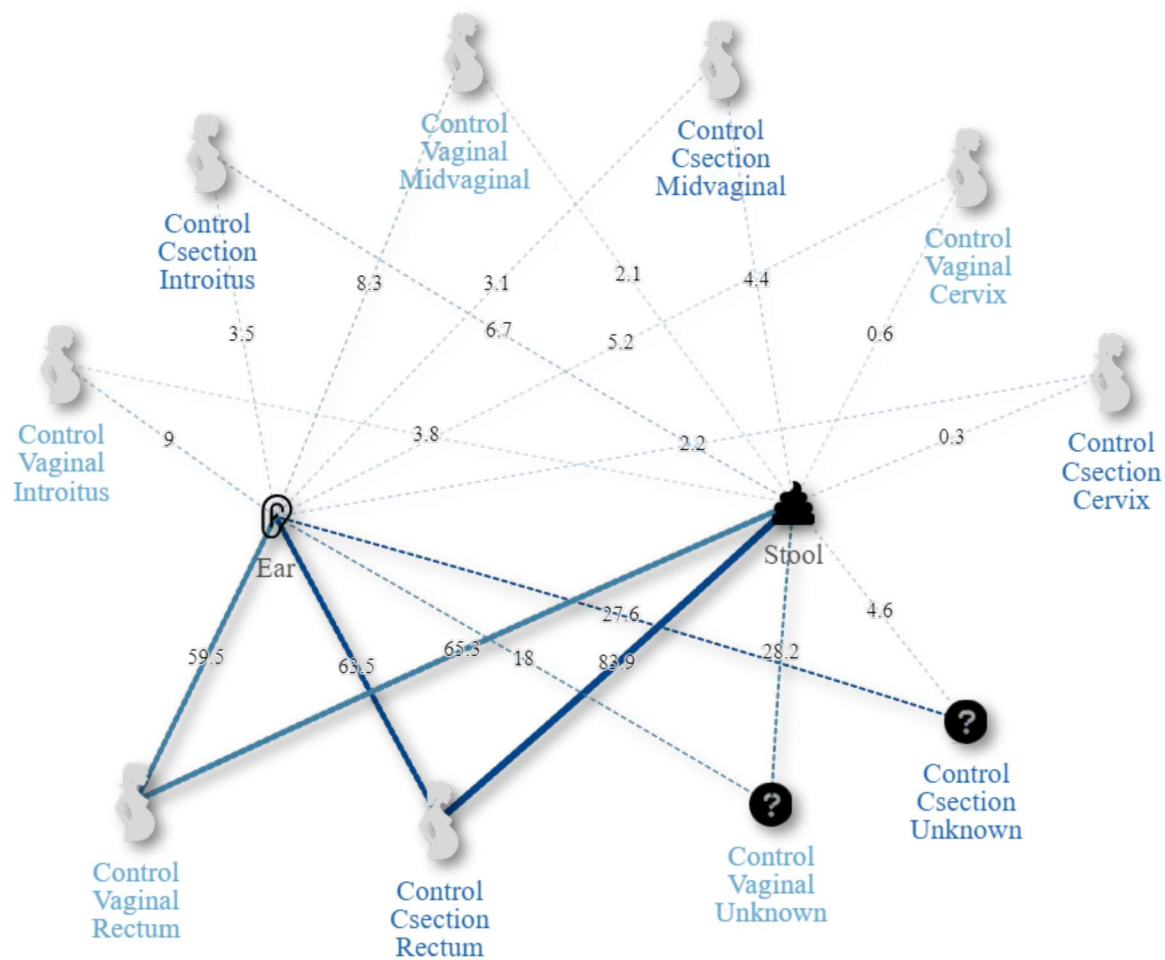 Control
Vaginal
Midvaginal
Control
Csection
Midvaginal
Control
Csection
Introitus
Control
Vaginal
Cervix
8.3
3.1
2.1
4.4
3.5
6.7
5.2
0.6
Control
Vaginal
Introitus
9
3.8
2.2
0.3
Control
Csection
Cervix
Ear
Stool
59.5
63.5
65.3
18
83.9
27.6
28.2
4.6
?
?
Control
Csection
Unknown
Control
Vaginal
Unknown
Control
Vaginal
Rectum
Control
Csection
Rectum